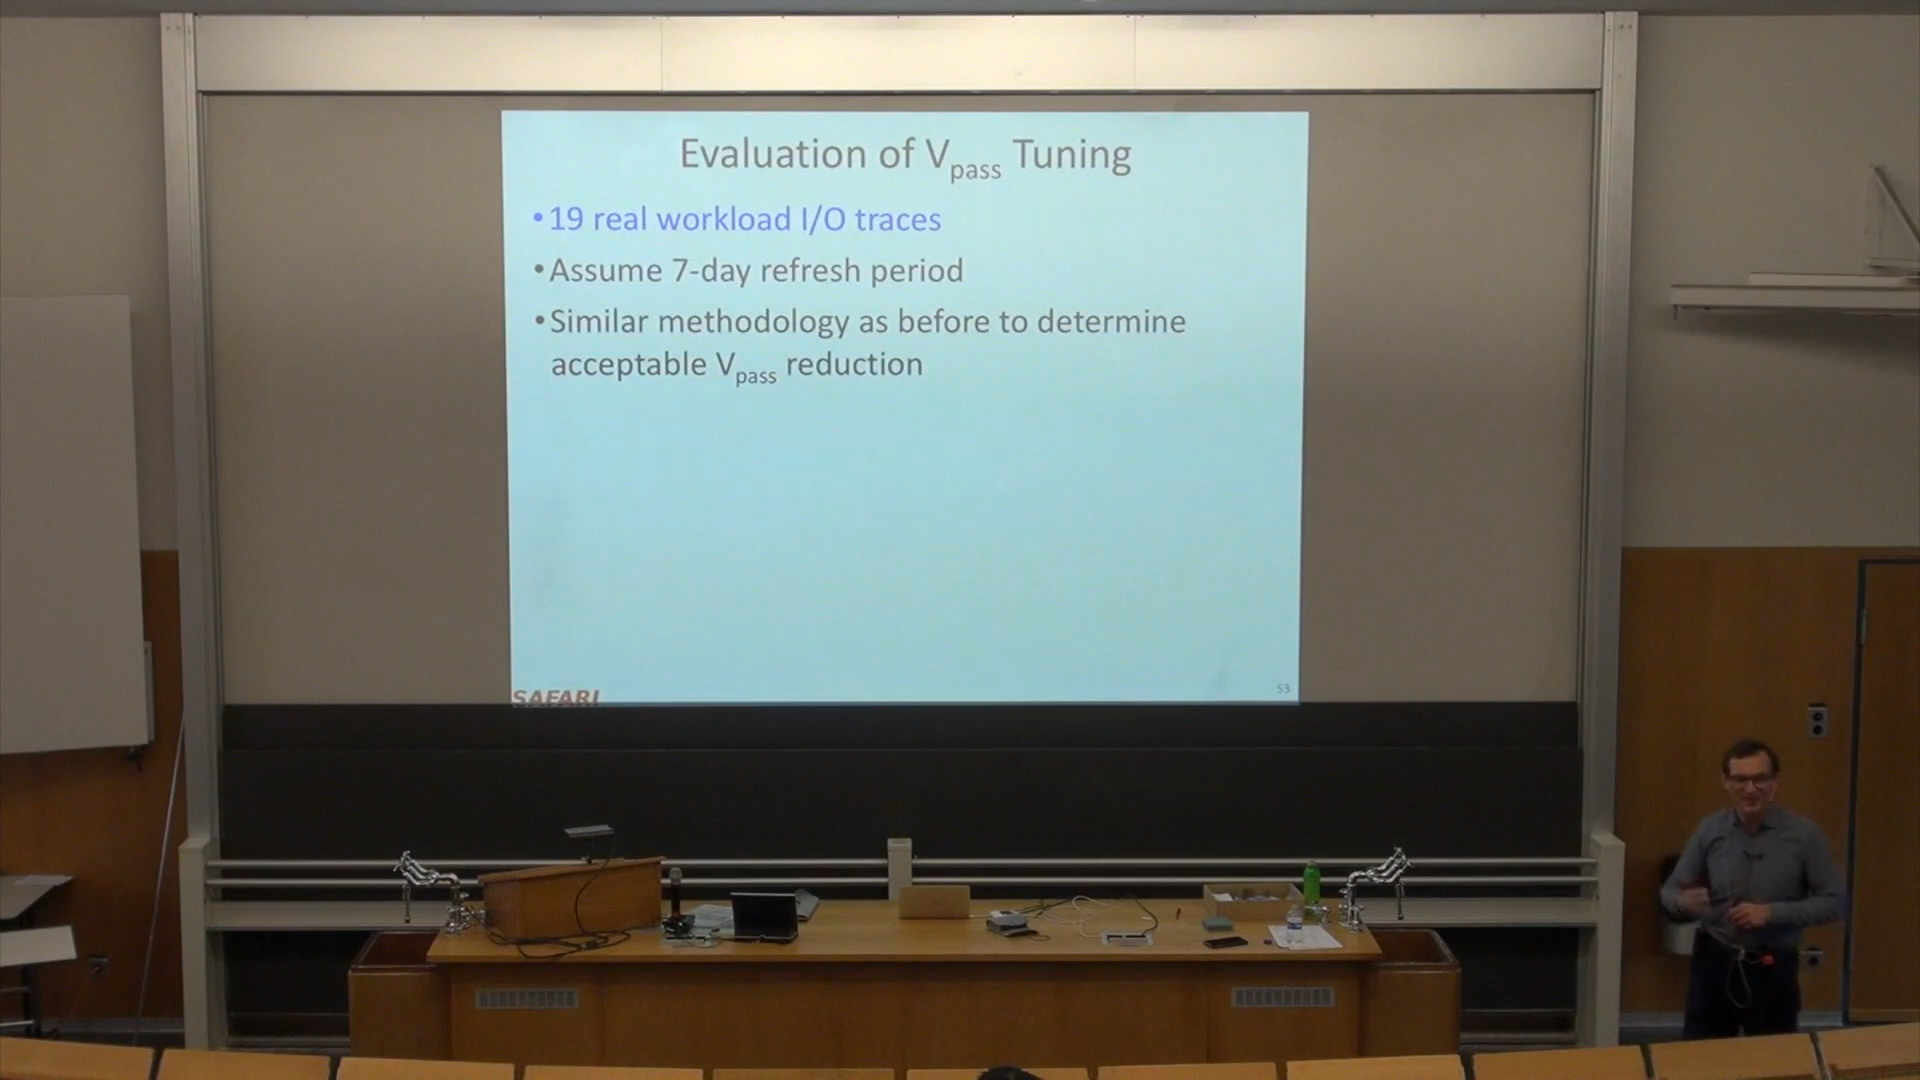 Evaluation of Vpass Tuning
•19 real workload I/O traces
•Assume 7-day refresh period
•Similar methodology as before to determine
acceptable Vpass reduction
SAFARI
53